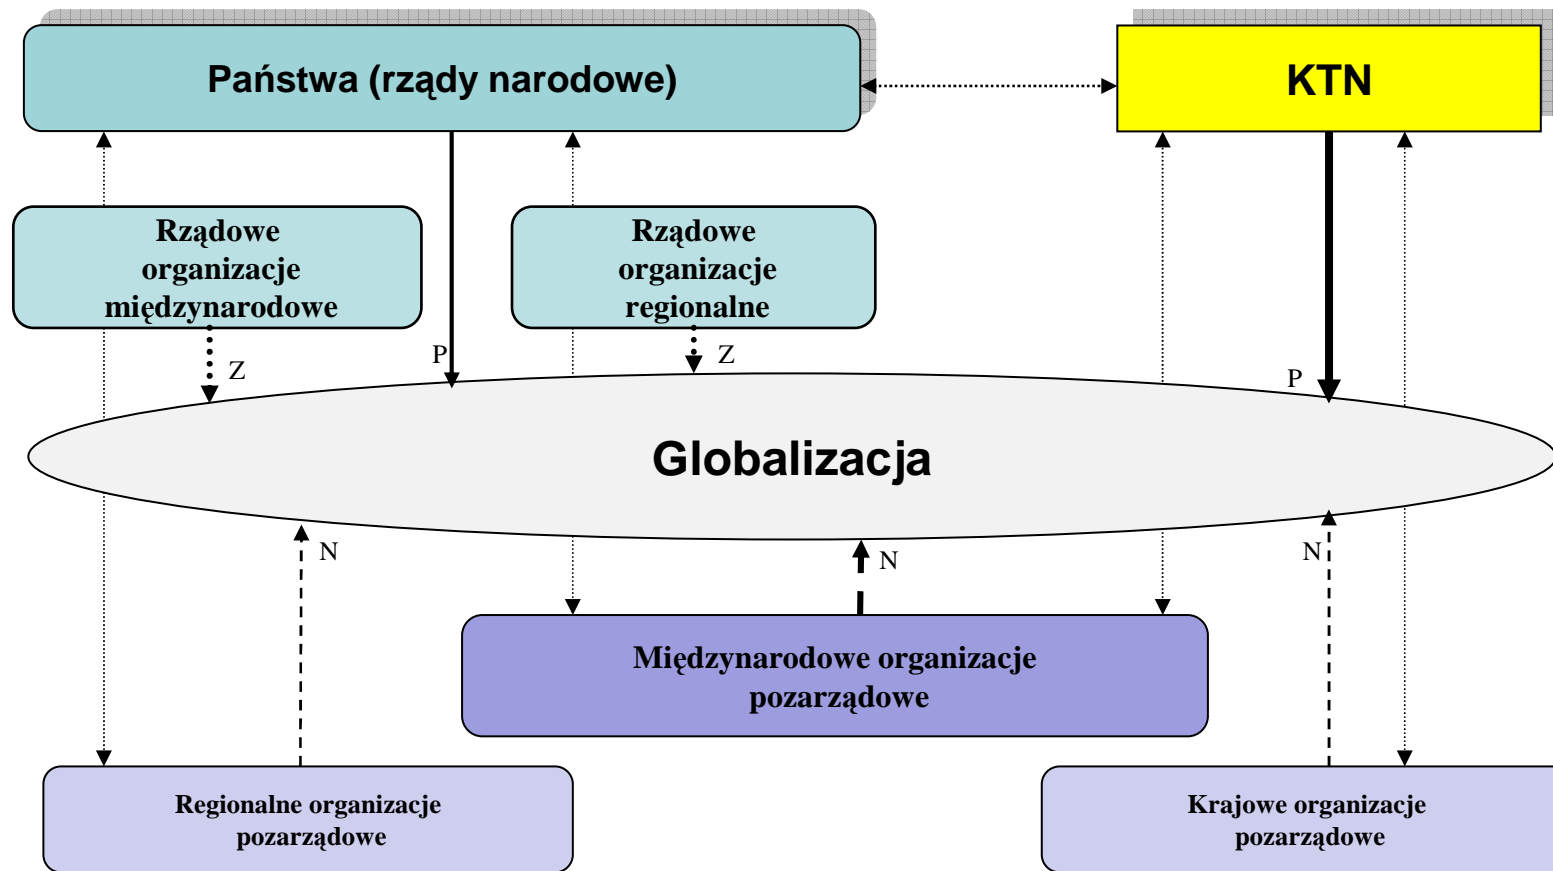 Państwa (rządy narodowe)
KTN
Rządowe
organizacje
międzynarodowe
Rządowe
organizacje
regionalne
Z
P
Z
P
Globalizacja
N
N
N
Międzynarodowe organizacje
pozarządowe
Regionalne organizacje
pozarządowe
Krajowe organizacje
pozarządowe